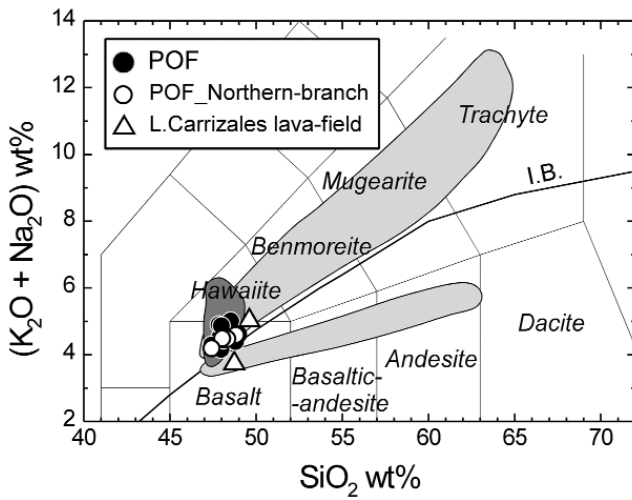 14
12
10
8
6
4
2
(K₂O + Na₂O) wt%
POF
POF_Northern-branch
L.Carrizales lava-field
Trachyte
I.B.
Mugearite
Benmoreite
Hawaiite
Dacite
Andesite
Basalt
Basaltic-
-andesite
40
45
50
55
60
65
70
SiO₂ wt%